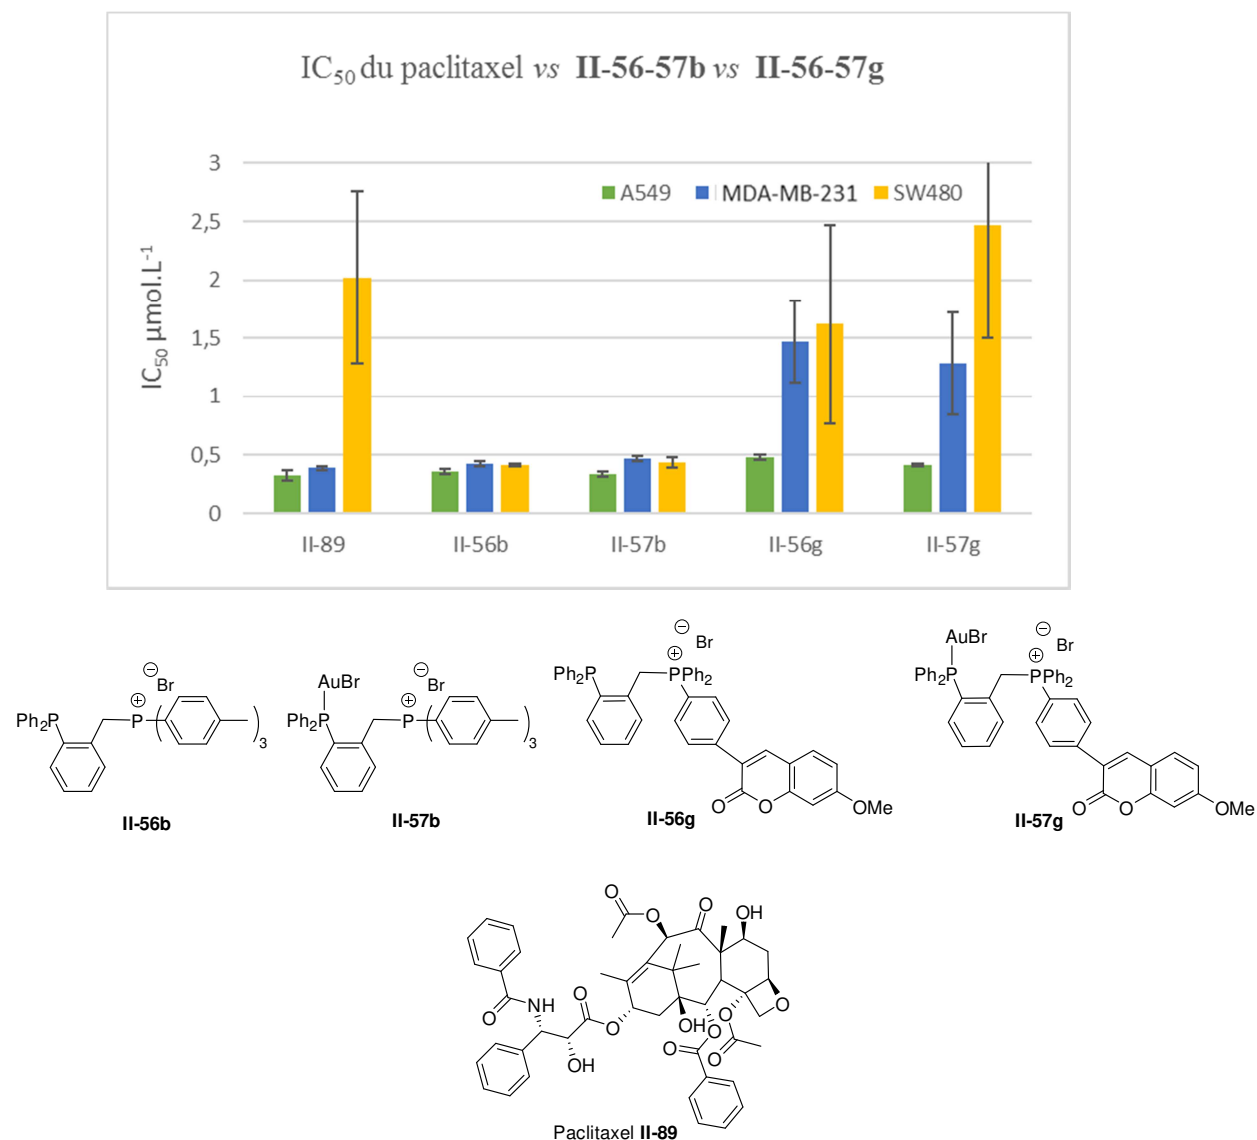 IC50 du paclitaxel vs II-56-57b vs II-56-57g
3
2,5
2
1,5
1
0,5
0
IC50 µmol.L-1
A549 MDA-MB-231 SW480
II-89 II-56b II-57b II-56g II-57g
Ph2P P + − Br 3
II-56b
AuBr Ph2P P + − Br 3
II-57b
Ph2P PPh2 + − Br O O OMe
II-56g
AuBr Ph2P PPh2 + − Br O O OMe
II-57g
O O O OH
O NH O O OH O O O
OH O O
Paclitaxel II-89